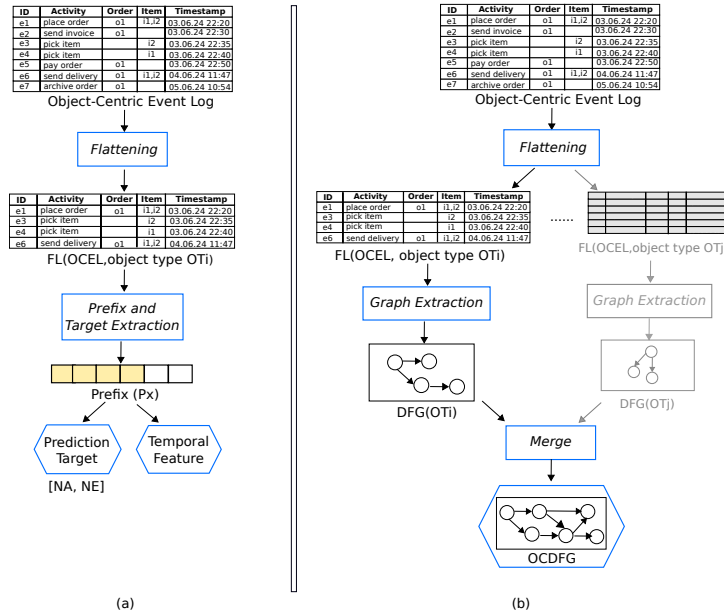 ID Activity Order Item Timestamp
e1 place order o1 i1,i2 03.06.24 22:20
e2 send invoice o1 03.06.24 22:30
e3 pick item i2 03.06.24 22:35
e4 pick item i1 03.06.24 22:40
e5 pay order o1 03.06.24 22:50
e6 send delivery o1 i1,i2 04.06.24 11:47
e7 archive order o1 05.06.24 10:54
Object-Centric Event Log
Flattening
ID Activity Order Item Timestamp
e1 place order o1 i1,i2 03.06.24 22:20
e3 pick item i2 03.06.24 22:35
e4 pick item i1 03.06.24 22:40
e6 send delivery o1 i1,i2 04.06.24 11:47
FL(OCEL,object type OTi)
Prefix and
Target Extraction
Prefix (Px)
Prediction
Target
Temporal
Feature
[NA, NE]
(a)
ID Activity Order Item Timestamp
e1 place order o1 i1,i2 03.06.24 22:20
e2 send invoice o1 03.06.24 22:30
e3 pick item i2 03.06.24 22:35
e4 pick item i1 03.06.24 22:40
e5 pay order o1 03.06.24 22:50
e6 send delivery o1 i1,i2 04.06.24 11:47
e7 archive order o1 05.06.24 10:54
Object-Centric Event Log
Flattening
ID Activity Order Item Timestamp
e1 place order o1 i1,i2 03.06.24 22:20
e3 pick item i2 03.06.24 22:35
e4 pick item i1 03.06.24 22:40
e6 send delivery o1 i1,i2 04.06.24 11:47
......
FL(OCEL, object type OTi)
FL(OCEL,object type OTj
Graph Extraction
Graph Extraction
DFG(OTi)
DFG(OTj)
Merge
OCDFG
(b)